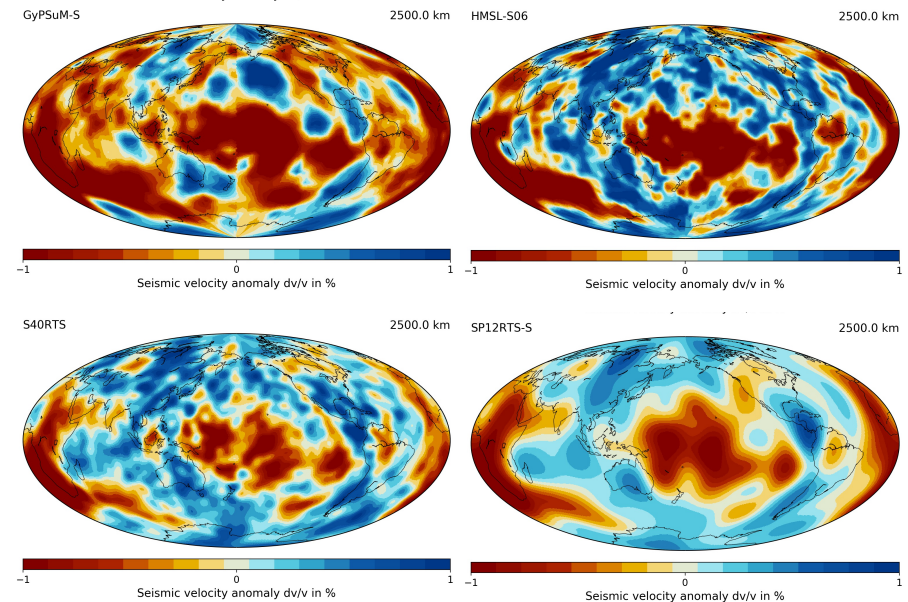 GyPSuM-S 2500.0 km
−1 0 1
Seismic velocity anomaly dv/v in %
HMSL-S06 2500.0 km
−1 0 1
Seismic velocity anomaly dv/v in %
S40RTS 2500.0 km
−1 0 1
Seismic velocity anomaly dv/v in %
SP12RTS-S 2500.0 km
−1 0 1
Seismic velocity anomaly dv/v in %